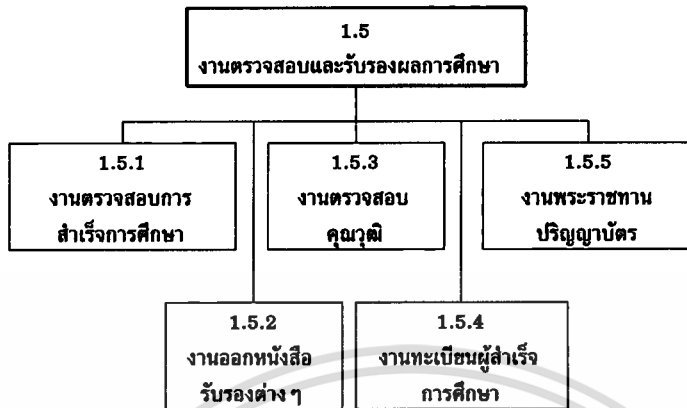 1.5
งานตรวจสอบและรับรองผลการศึกษา
1.5.1
งานตรวจสอบการ
สำเร็จการศึกษา
1.5.3
งานตรวจสอบ
คุณวุฒิ
1.5.5
งานพระราชทาน
ปริญญาบัตร
1.5.2
งานออกหนังสือ
รับรองต่าง ๆ
1.5.4
งานทะเบียนผู้สำเร็จ
การศึกษา